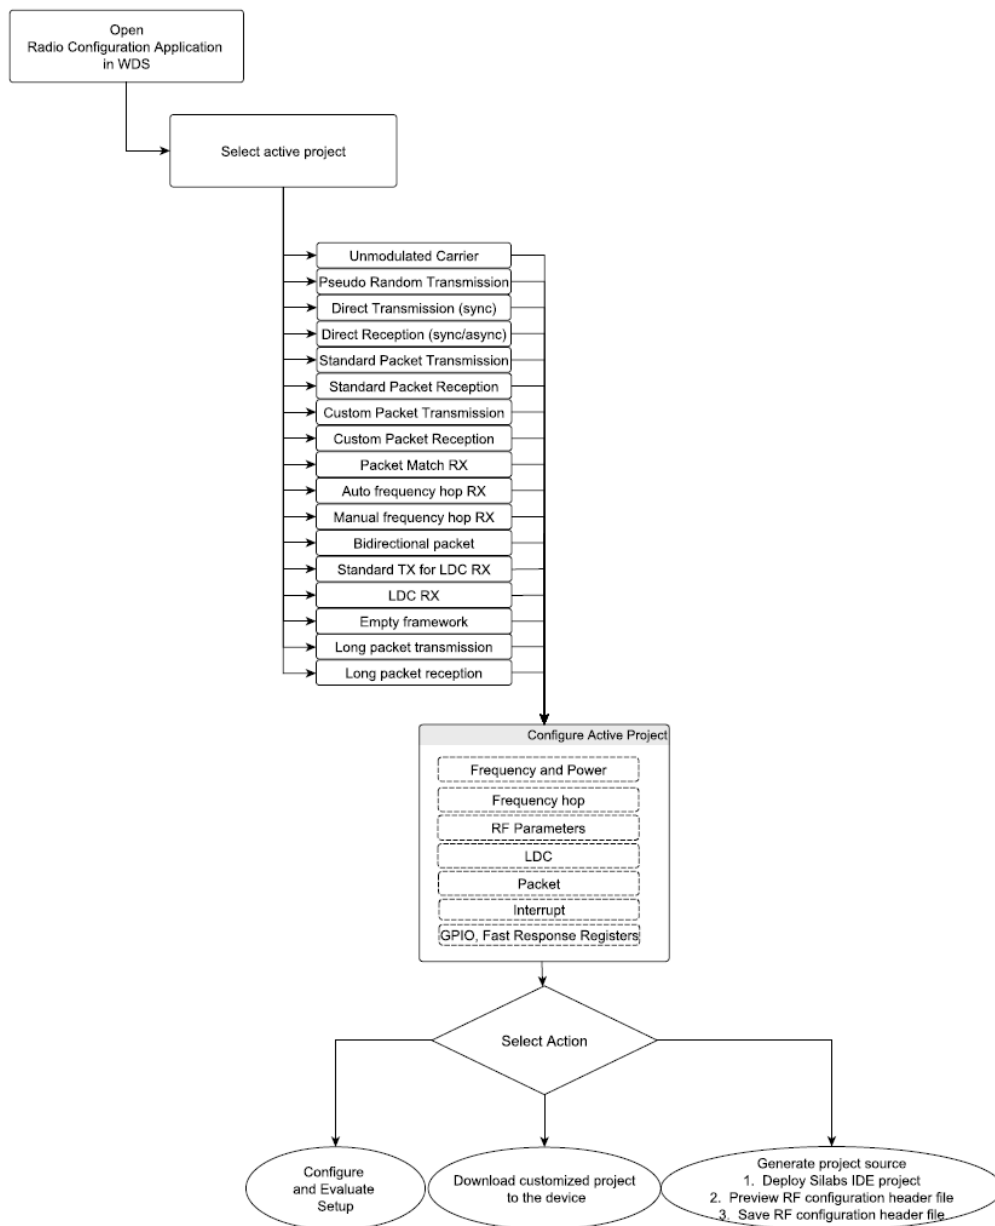 Open
Radio Configuration Application
in WDS
Select active project
Unmodulated Carrier
Pseudo Random Transmission
Direct Transmission (sync)
Direct Reception (sync/async)
Standard Packet Transmission
Standard Packet Reception
Custom Packet Transmission
Custom Packet Reception
Packet Match RX
Auto frequency hop RX
Manual frequency hop RX
Bidirectional packet
Standard TX for LDC RX
LDC RX
Empty framework
Long packet transmission
Long packet reception
Configure Active Project
Frequency and Power
Frequency hop
RF Parameters
LDC
Packet
Interrupt
GPIO, Fast Response Registers
Select Action
Configure
and Evaluate
Setup
Download customized project
to the device
Generate project source
1. Deploy Silabs IDE project
2. Preview RF configuration header file
3. Save RF configuration header file